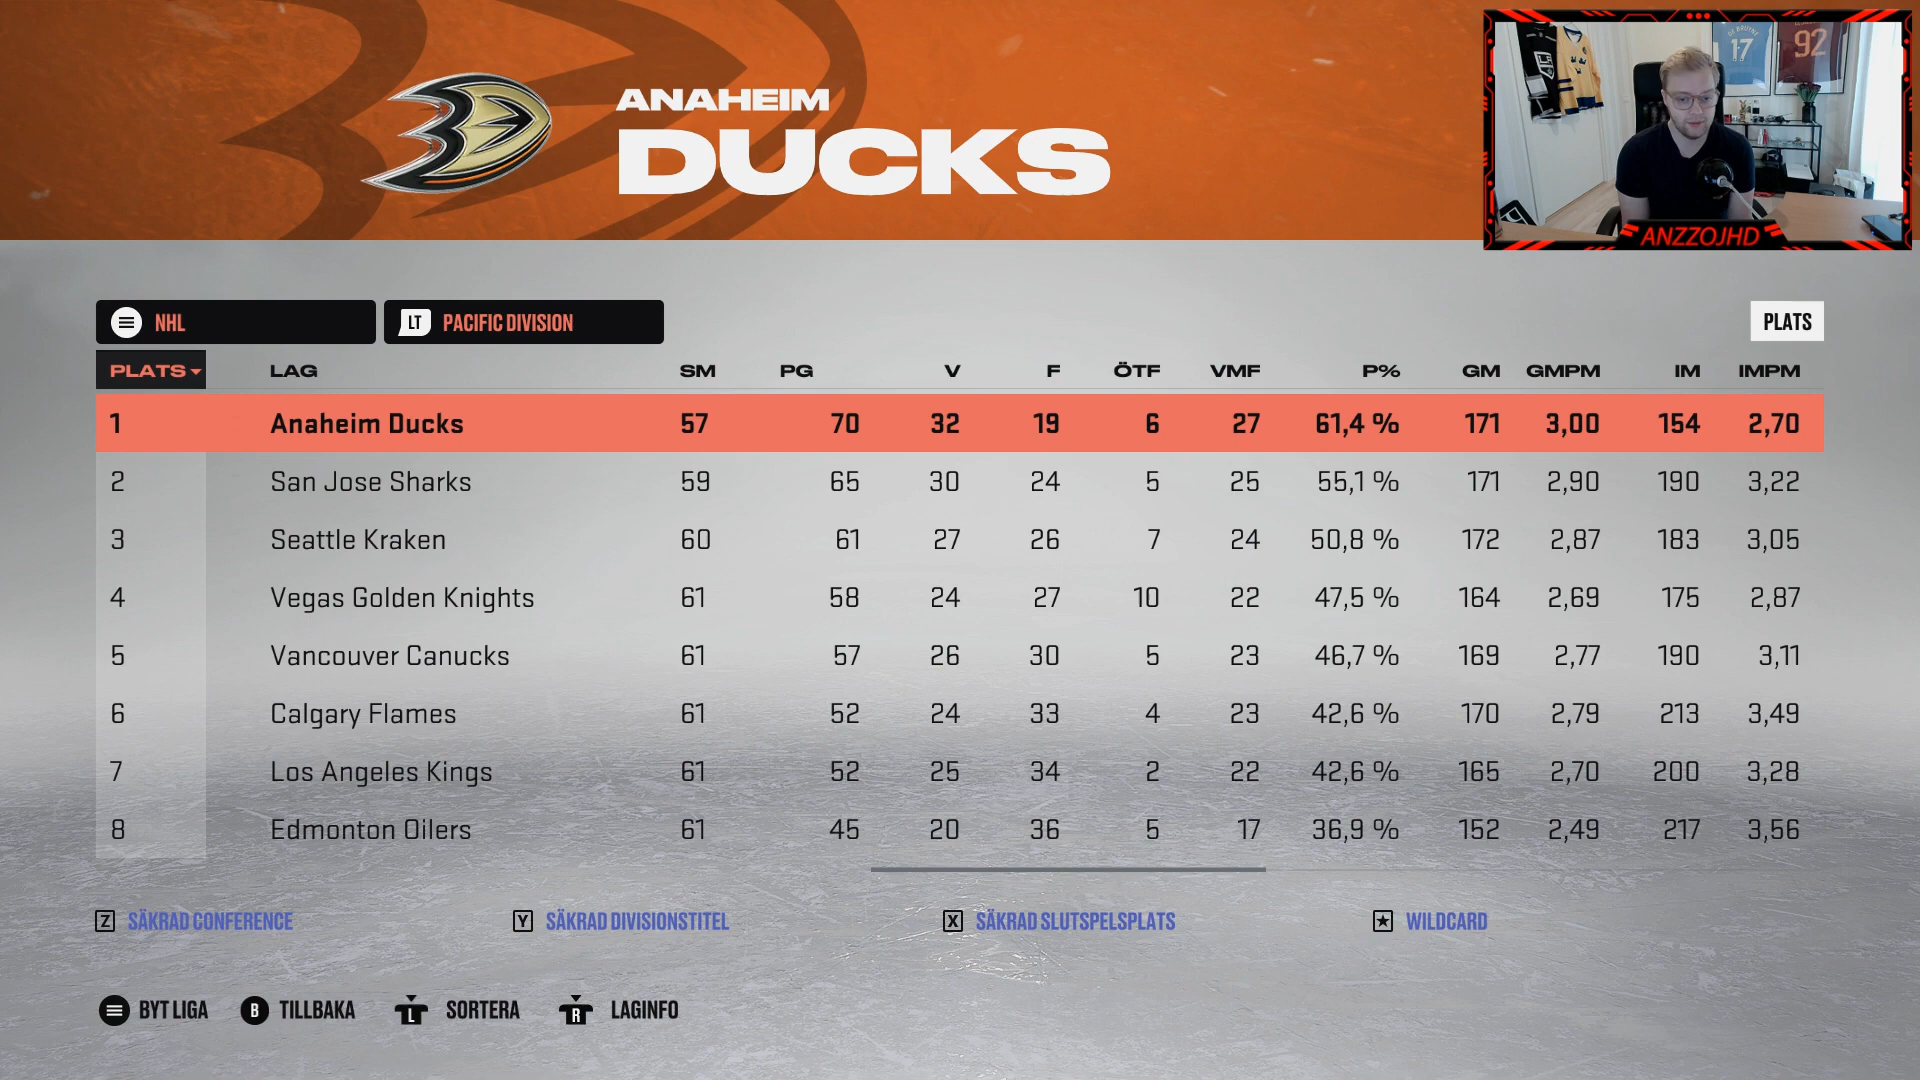 ANAHEIM
DUCKS
DE BRUYNE
17
92
ANZZOJHD
NHL
LT PACIFIC DIVISION
PLATS
PLATS LAG SM PG V F ÖTF VMF P% GM GMPM IM IMPM
1 Anaheim Ducks 57 70 32 19 6 27 61,4 % 171 3,00 154 2,70
2 San Jose Sharks 59 65 30 24 5 25 55,1 % 171 2,90 190 3,22
3 Seattle Kraken 60 61 27 26 7 24 50,8 % 172 2,87 183 3,05
4 Vegas Golden Knights 61 58 24 27 10 22 47,5 % 164 2,69 175 2,87
5 Vancouver Canucks 61 57 26 30 5 23 46,7 % 169 2,77 190 3,11
6 Calgary Flames 61 52 24 33 4 23 42,6 % 170 2,79 213 3,49
7 Los Angeles Kings 61 52 25 34 2 22 42,6 % 165 2,70 200 3,28
8 Edmonton Oilers 61 45 20 36 5 17 36,9 % 152 2,49 217 3,56
Z SÄKRAD CONFERENCE Y SÄKRAD DIVISIONSTITEL X SÄKRAD SLUTSPELSPLATS ★ WILDCARD
BYT LIGA B TILLBAKA L SORTERA R LAGINFO